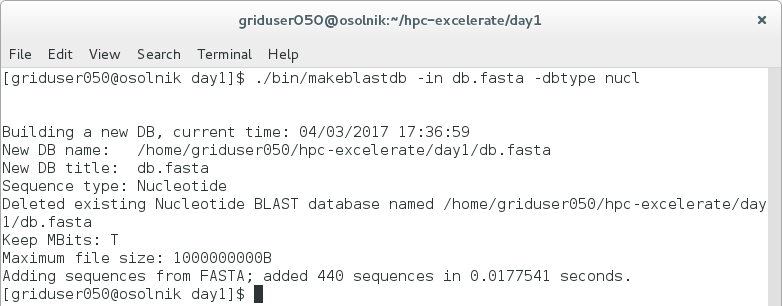 griduser050@osolnik:~/hpc-excelerate/day1
File Edit View Search Terminal Help
[griduser050@osolnik day1]$ ./bin/makeblastdb -in db.fasta -dbtype nucl
Building a new DB, current time: 04/03/2017 17:36:59
New DB name:   /home/griduser050/hpc-excelerate/day1/db.fasta
New DB title:  db.fasta
Sequence type: Nucleotide
Deleted existing Nucleotide BLAST database named /home/griduser050/hpc-excelerate/day
1/db.fasta
Keep MBits: T
Maximum file size: 1000000000B
Adding sequences from FASTA; added 440 sequences in 0.0177541 seconds.
[griduser050@osolnik day1]$